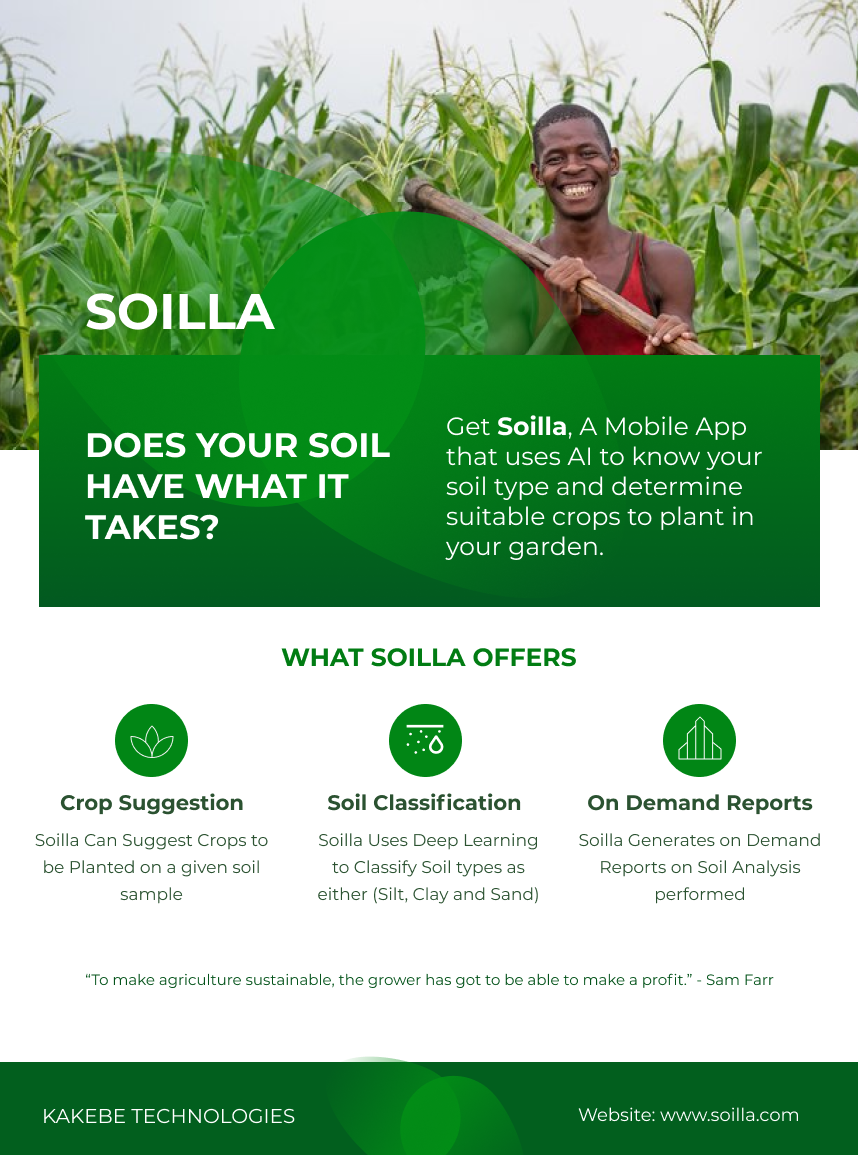 SOILLA
DOES YOUR SOIL
HAVE WHAT IT
TAKES?
Get Soilla, A Mobile App
that uses AI to know your
soil type and determine
suitable crops to plant in
your garden.
WHAT SOILLA OFFERS
Crop Suggestion
Soilla Can Suggest Crops to
be Planted on a given soil
sample
Soil Classification
Soilla Uses Deep Learning
to Classify Soil types as
either (Silt, Clay and Sand)
On Demand Reports
Soilla Generates on Demand
Reports on Soil Analysis
performed
“To make agriculture sustainable, the grower has got to be able to make a profit.” - Sam Farr
KAKEBE TECHNOLOGIES
Website: www.soilla.com